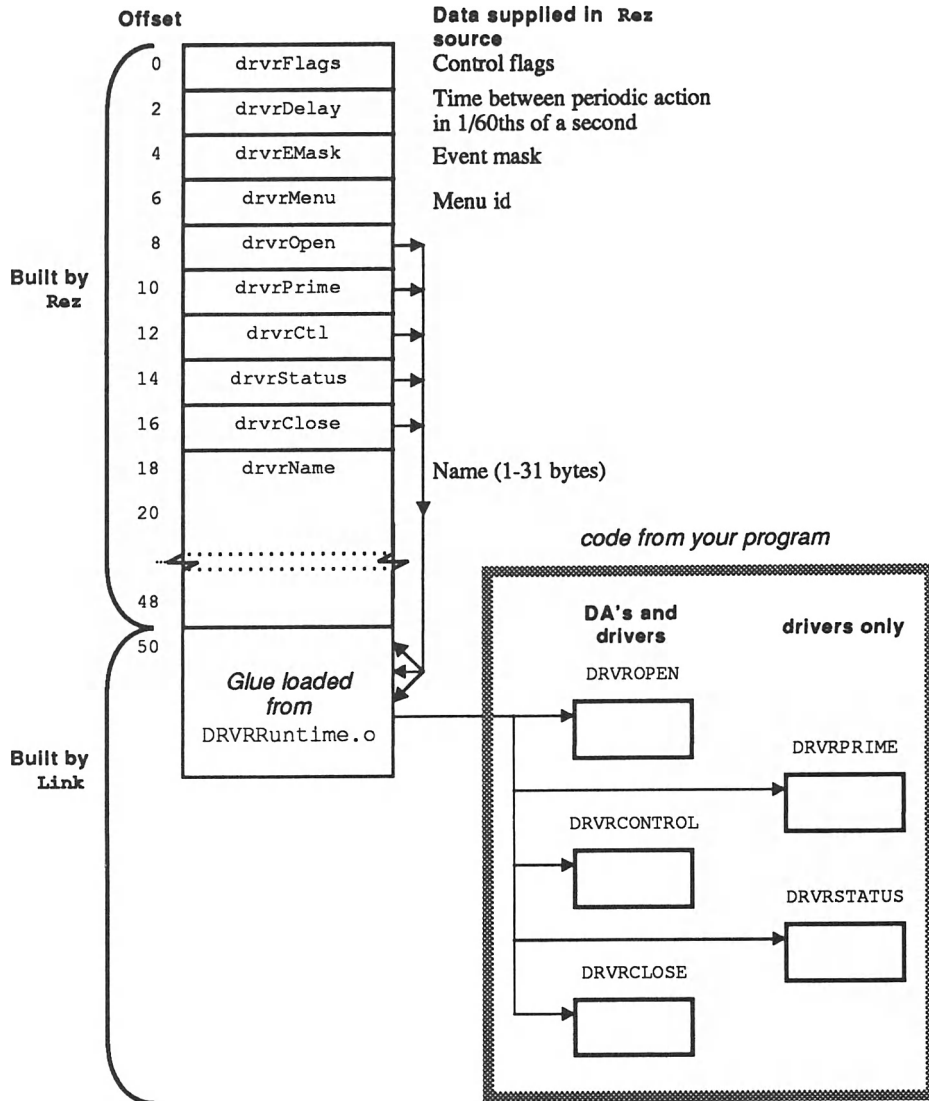 Offset
Data supplied in Rez
source
0
drvrFlags
Control flags
2
drvrDelay
Time between periodic action
in 1/60ths of a second
4
drvrEMask
Event mask
6
drvrMenu
Menu id
8
drvrOpen
Built by
Rez
10
drvrPrime
12
drvrCtl
14
drvrStatus
16
drvrClose
18
drvrName
Name (1-31 bytes)
20
48
50
Glue loaded
from
DRVRRuntime.o
Built by
Link
code from your program
DA's and
drivers
drivers only
DRVROPEN
DRVRPRIME
DRVRCONTROL
DRVRSTATUS
DRVRCLOSE